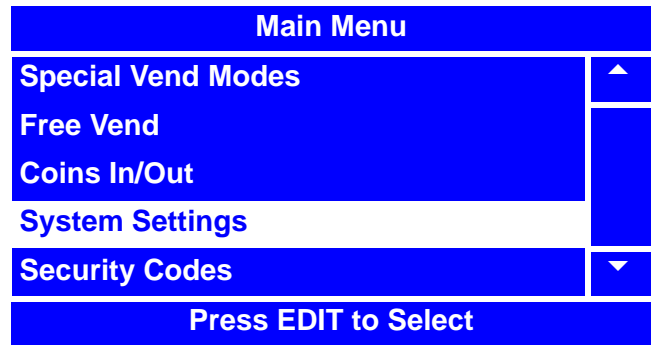 Main Menu
Special Vend Modes
Free Vend
Coins In/Out
System Settings
Security Codes
Press EDIT to Select